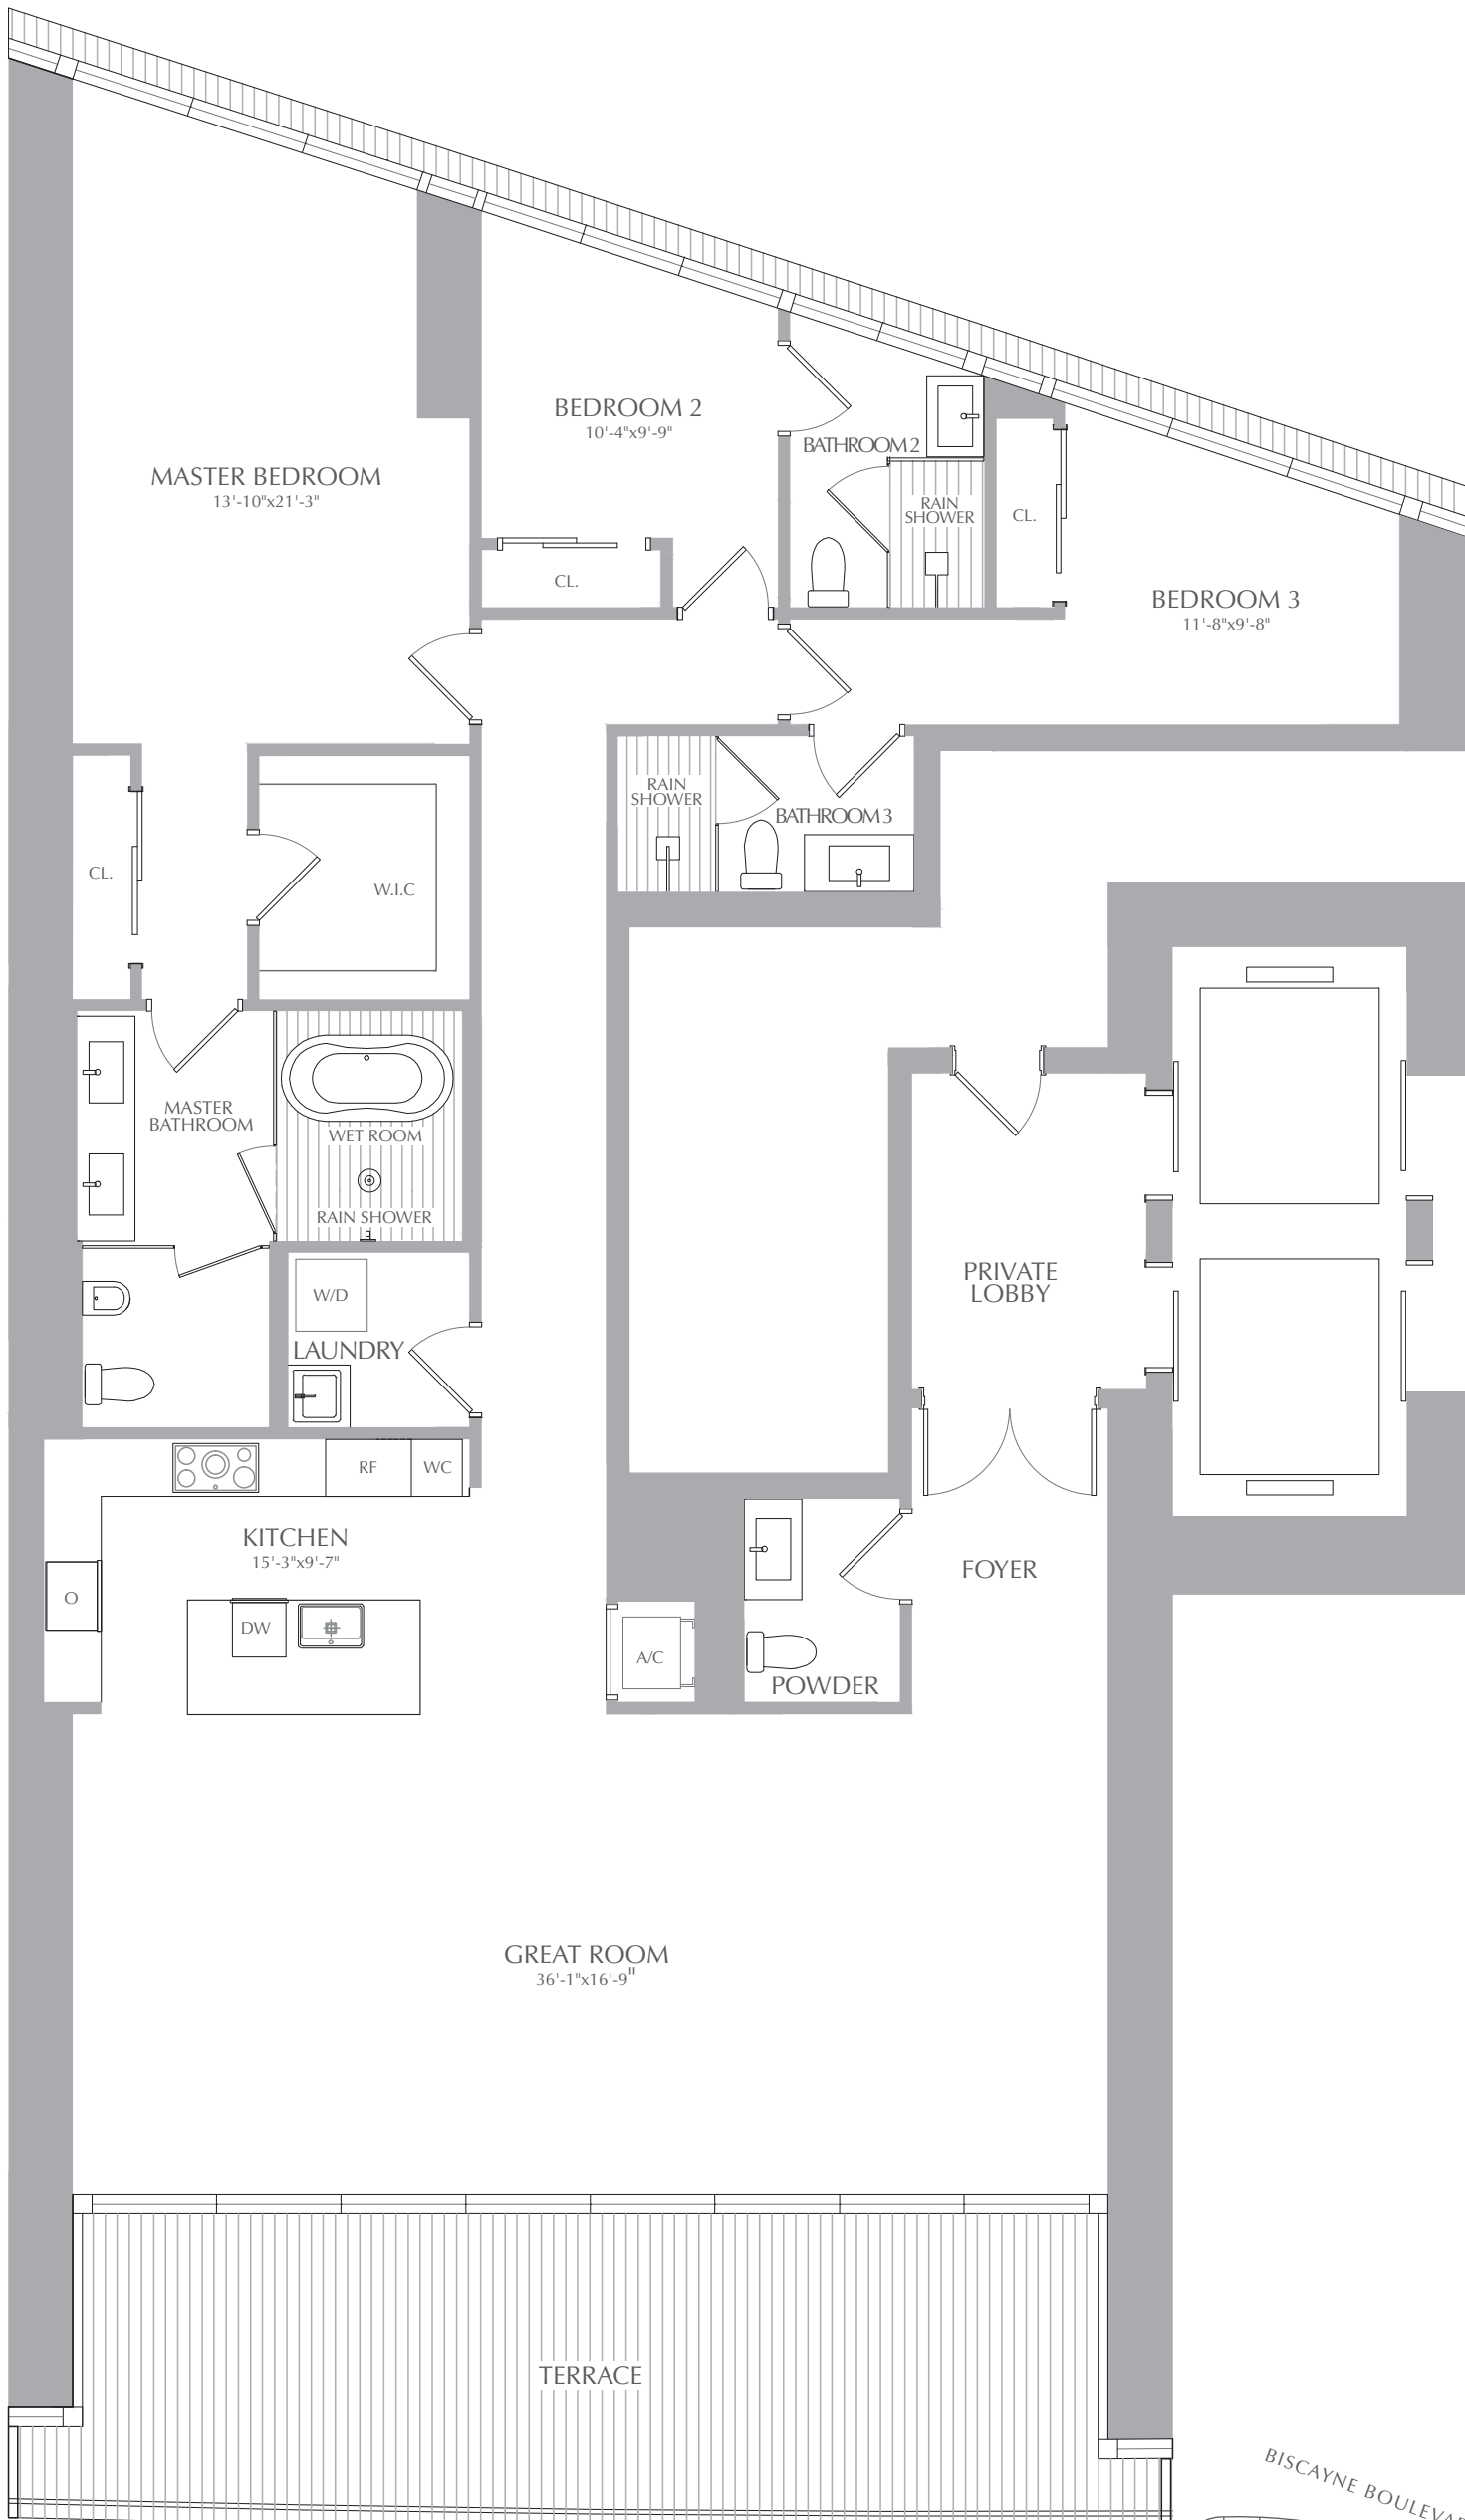 BEDROOM 2
10'-4"x9'-9"
BATHROOM 2
MASTER BEDROOM
13'-10"x21'-3"
RAIN
SHOWER
CL.
CL.
BEDROOM 3
11'-8"x9'-8"
RAIN
SHOWER
BATHROOM 3
CL.
W.I.C
MASTER
BATHROOM
WET ROOM
RAIN SHOWER
PRIVATE
LOBBY
W/D
LAUNDRY
RF
WC
KITCHEN
15'-3"x9'-7"
FOYER
O
DW
A/C
POWDER
GREAT ROOM
36'-1"x16'-9"
TERRACE
BISCAYNE